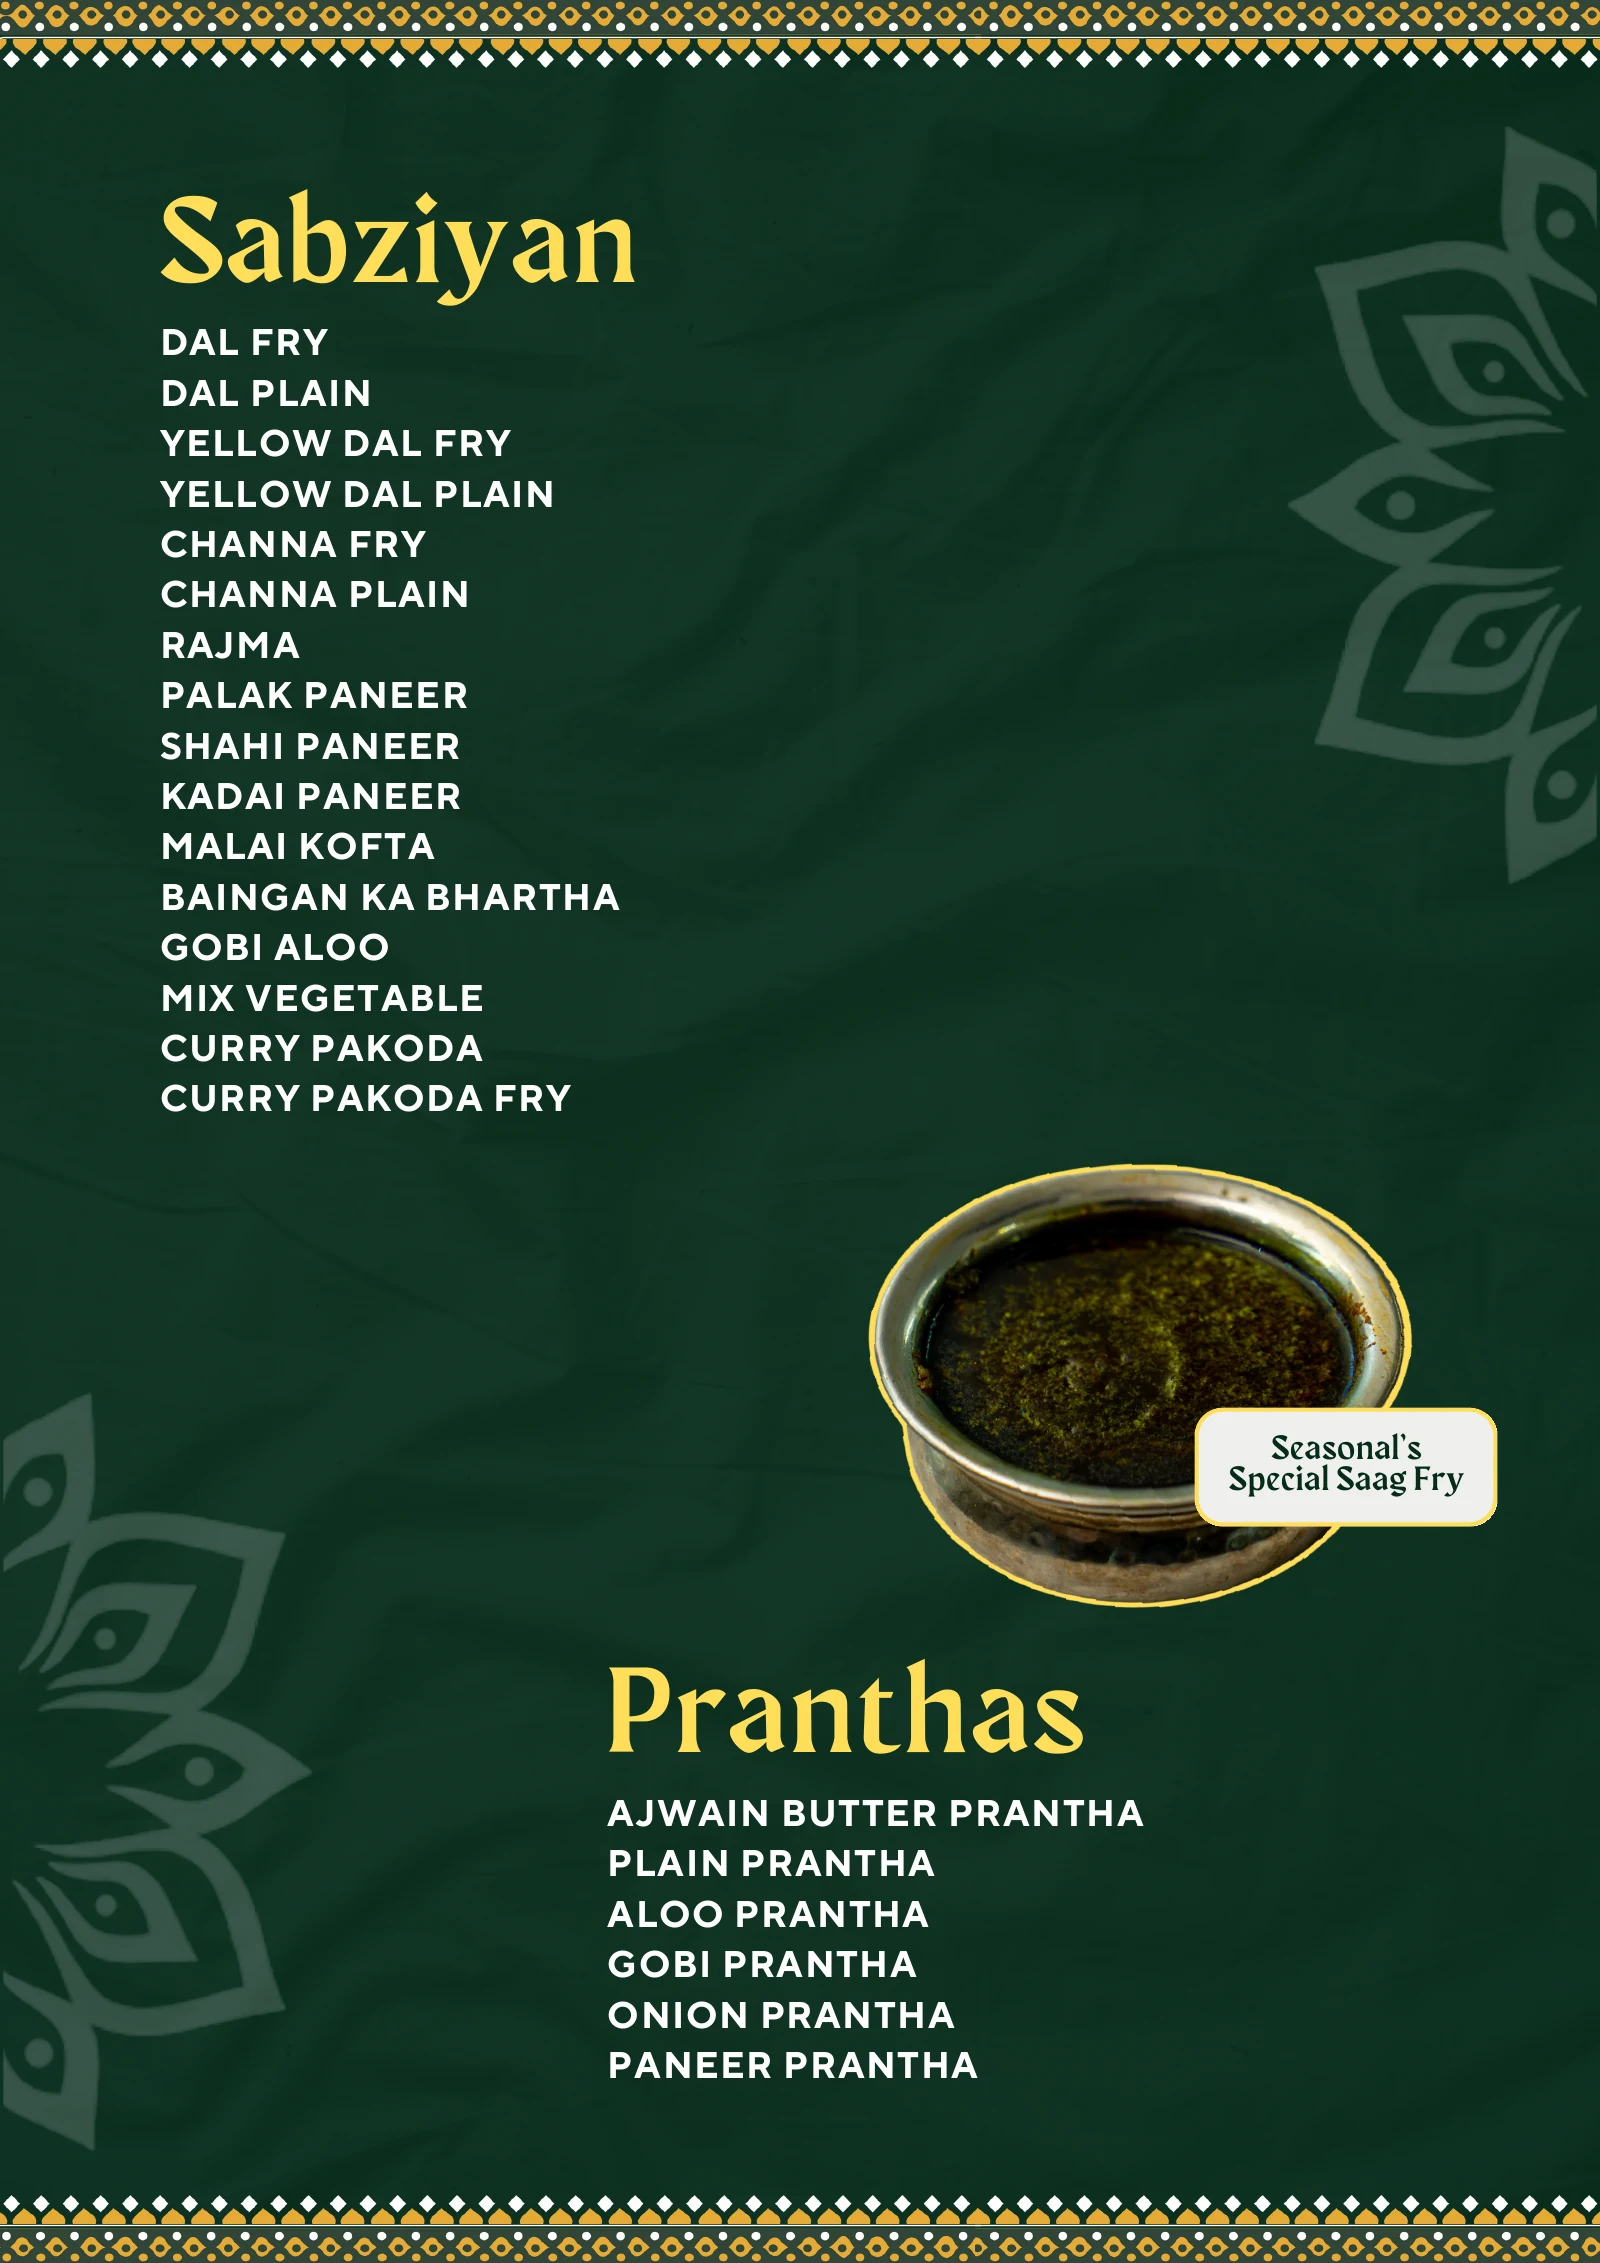 Sabziyan
DAL FRY
DAL PLAIN
YELLOW DAL FRY
YELLOW DAL PLAIN
CHANNA FRY
CHANNA PLAIN
RAJMA
PALAK PANEER
SHAHI PANEER
KADAI PANEER
MALAI KOFTA
BAINGAN KA BHARTHA
GOBI ALOO
MIX VEGETABLE
CURRY PAKODA
CURRY PAKODA FRY
Seasonal's
Special Saag Fry
Pranthas
AJWAIN BUTTER PRANTHA
PLAIN PRANTHA
ALOO PRANTHA
GOBI PRANTHA
ONION PRANTHA
PANEER PRANTHA